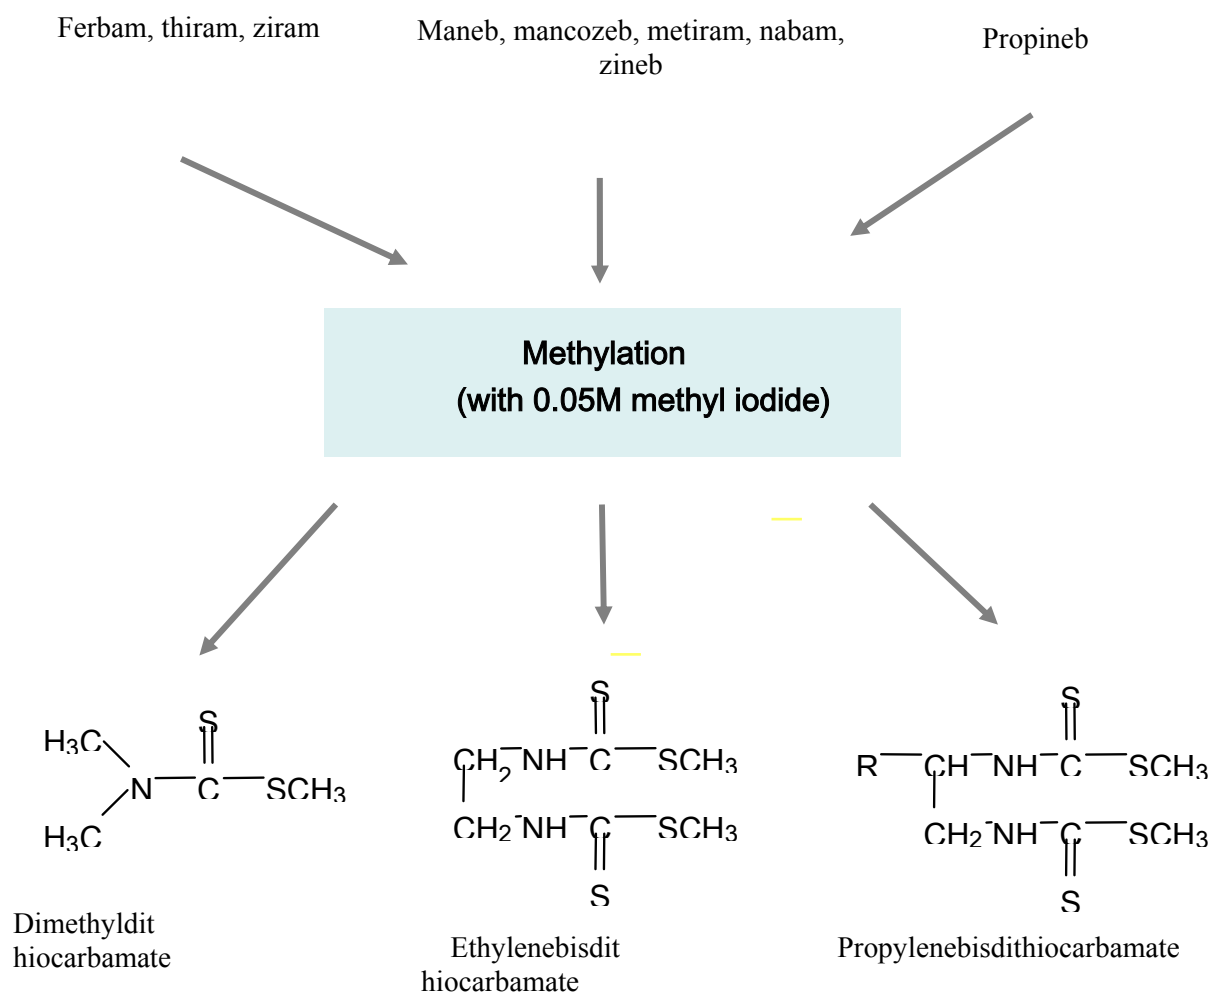 Ferbam, thiram, ziram
Maneb, mancozeb, metiram, nabam,
zineb
Propineb
Methylation
(with 0.05M methyl iodide)
S
H3C
N C SCH3
H3C
Dimethyldit
hiocarbamate
S
CH2 NH C SCH3
CH2 NH C SCH3
S
Ethylenebisdit
hiocarbamate
S
R CH NH C SCH3
CH2 NH C SCH3
S
Propylenebisdithiocarbamate